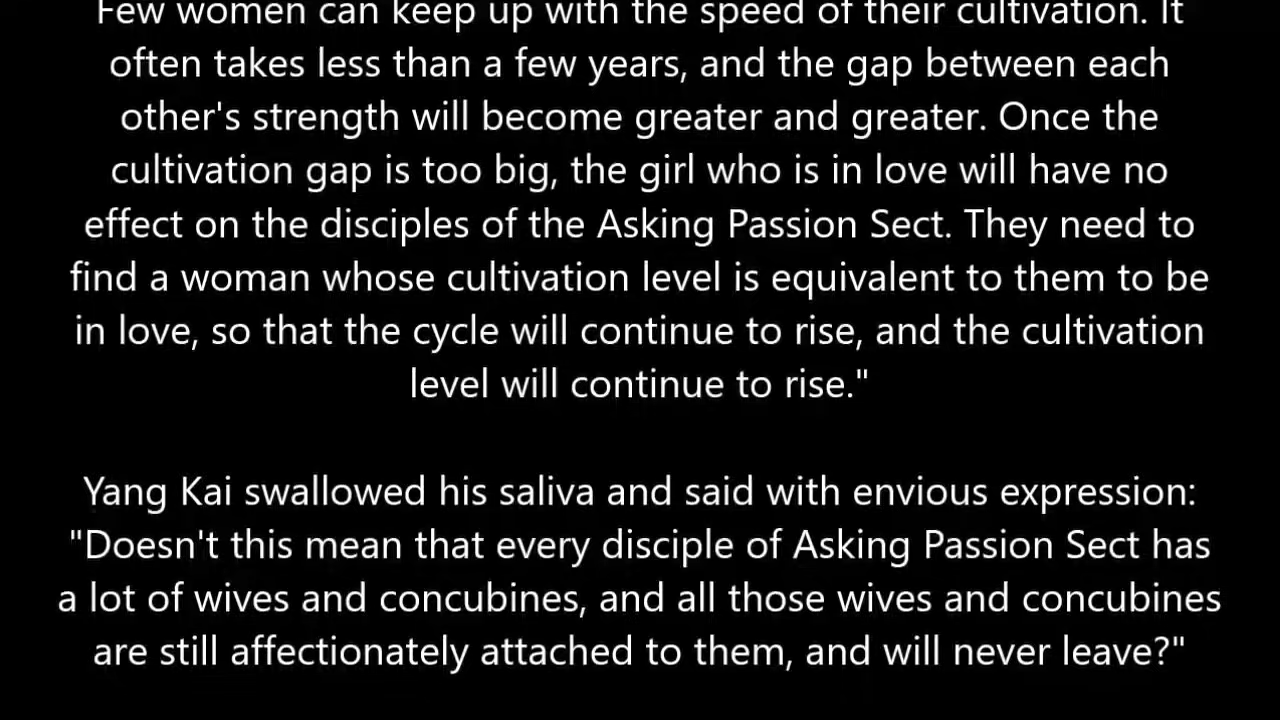 Few women can keep up with the speed of their cultivation. It
often takes less than a few years, and the gap between each
other's strength will become greater and greater. Once the
cultivation gap is too big, the girl who is in love will have no
effect on the disciples of the Asking Passion Sect. They need to
find a woman whose cultivation level is equivalent to them to be
in love, so that the cycle will continue to rise, and the cultivation
level will continue to rise."
Yang Kai swallowed his saliva and said with envious expression:
"Doesn't this mean that every disciple of Asking Passion Sect has
a lot of wives and concubines, and all those wives and concubines
are still affectionately attached to them, and will never leave?"